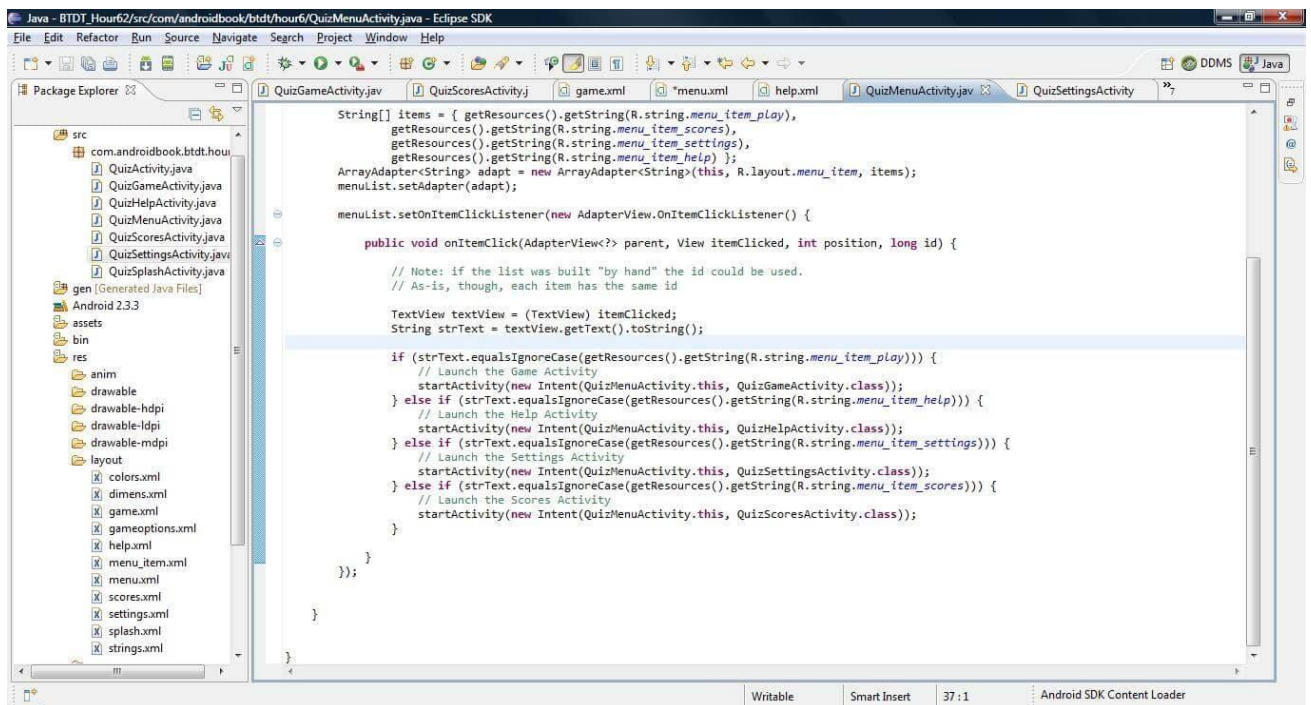 Java - BTDT_Hour62/src/com/androidbook/btdt/hour6/QuizMenuActivity.java - Eclipse SDK
File Edit Refactor Run Source Navigate Search Project Window Help
DDMS Java
Package Explorer
QuizGameActivity.jav QuizScoresActivity.j game.xml *menu.xml help.xml QuizMenuActivity.jav QuizSettingsActivity »7
src
com.androidbook.btdt.hou
QuizActivity.java
QuizGameActivity.java
QuizHelpActivity.java
QuizMenuActivity.java
QuizScoresActivity.java
QuizSettingsActivity.java
QuizSplashActivity.java
gen [Generated Java Files]
Android 2.3.3
assets
bin
res
anim
drawable
drawable-hdpi
drawable-ldpi
drawable-mdpi
layout
colors.xml
dimens.xml
game.xml
gameoptions.xml
help.xml
menu_item.xml
menu.xml
scores.xml
settings.xml
splash.xml
strings.xml
String[] items = { getResources().getString(R.string.menu_item_play),
getResources().getString(R.string.menu_item_scores),
getResources().getString(R.string.menu_item_settings),
getResources().getString(R.string.menu_item_help) };
ArrayAdapter<String> adapt = new ArrayAdapter<String>(this, R.layout.menu_item, items);
menuList.setAdapter(adapt);
menuList.setOnItemClickListener(new AdapterView.OnItemClickListener() {
public void onItemClick(AdapterView<?> parent, View itemClicked, int position, long id) {
// Note: if the list was built "by hand" the id could be used.
// As-is, though, each item has the same id
TextView textView = (TextView) itemClicked;
String strText = textView.getText().toString();
if (strText.equalsIgnoreCase(getResources().getString(R.string.menu_item_play))) {
// Launch the Game Activity
startActivity(new Intent(QuizMenuActivity.this, QuizGameActivity.class));
} else if (strText.equalsIgnoreCase(getResources().getString(R.string.menu_item_help))) {
// Launch the Help Activity
startActivity(new Intent(QuizMenuActivity.this, QuizHelpActivity.class));
} else if (strText.equalsIgnoreCase(getResources().getString(R.string.menu_item_settings))) {
// Launch the Settings Activity
startActivity(new Intent(QuizMenuActivity.this, QuizSettingsActivity.class));
} else if (strText.equalsIgnoreCase(getResources().getString(R.string.menu_item_scores))) {
// Launch the Scores Activity
startActivity(new Intent(QuizMenuActivity.this, QuizScoresActivity.class));
}
}
});
}
}
Writable Smart Insert 37 : 1 Android SDK Content Loader